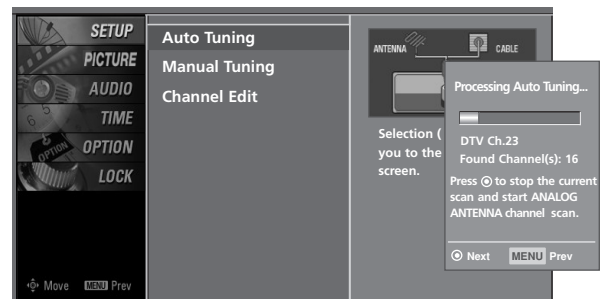 SETUP
PICTURE
AUDIO
TIME
OPTION
LOCK
Move MENU Prev
Auto Tuning
Manual Tuning
Channel Edit
ANTENNA
CABLE
Selection (
you to the
screen.
Processing Auto Tuning...
DTV Ch.23
Found Channel(s): 16
Press ⊙ to stop the current
scan and start ANALOG
ANTENNA channel scan.
⊙ Next MENU Prev